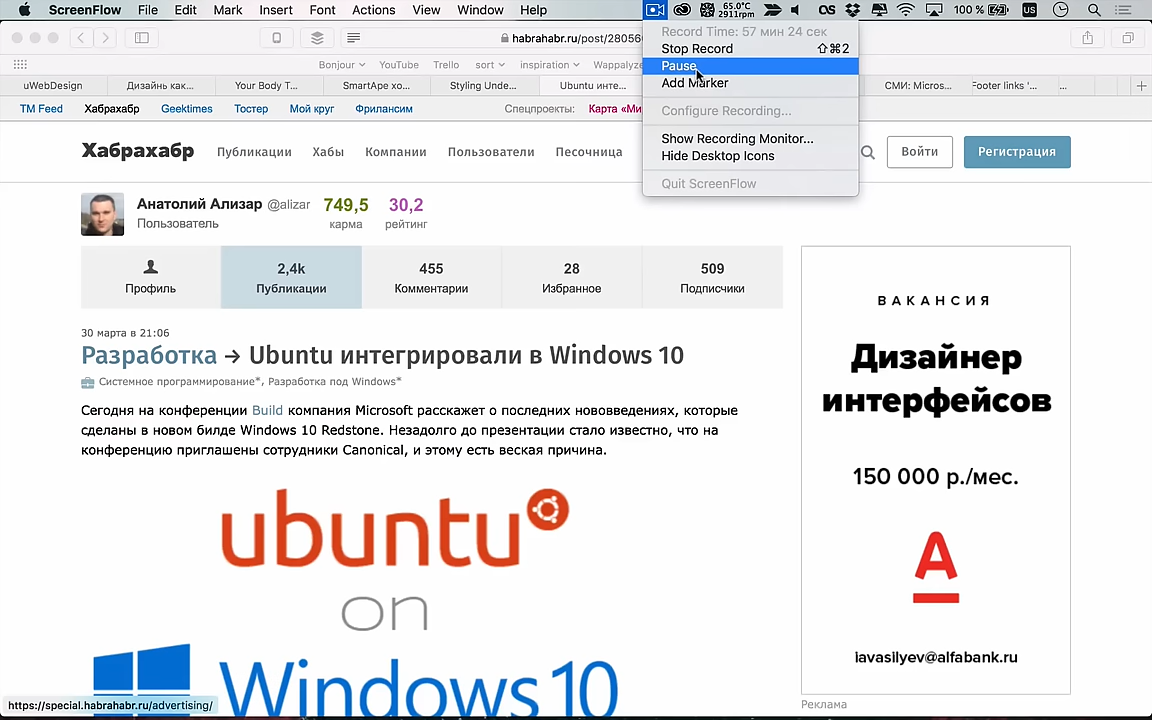 ScreenFlow File Edit Mark Insert Font Actions View Window Help
65.0°C
2911rpm
100 %
US
Record Time: 57 мин 24 сек
Stop Record ⇧⌘2
Pause
Add Marker
Configure Recording...
Show Recording Monitor...
Hide Desktop Icons
Quit ScreenFlow
habrahabr.ru/post/28056
Bonjour YouTube Trello sort inspiration Wappalyze
uWebDesign Дизайнь как... Your Body T... SmartApe хо... Styling Unde... Ubuntu инте... СМИ: Micros... Footer links '... ...
TM Feed Хабрахабр Geektimes Тостер Мой круг Фрилансим Спецпроекты: Карта «Ми
Хабрахабр Публикации Хабы Компании Пользователи Песочница Войти Регистрация
Анатолий Ализар @alizar 749,5 30,2
Пользователь карма рейтинг
2,4k 455 28 509
Профиль Публикации Комментарии Избранное Подписчики
30 марта в 21:06
Разработка → Ubuntu интегрировали в Windows 10
Системное программирование*, Разработка под Windows*
Сегодня на конференции Build компания Microsoft расскажет о последних нововведениях, которые
сделаны в новом билде Windows 10 Redstone. Незадолго до презентации стало известно, что на
конференцию приглашены сотрудники Canonical, и этому есть веская причина.
ubuntu
on
Windows 10
ВАКАНСИЯ
Дизайнер
интерфейсов
150 000 р./мес.
А
iavasilyev@alfabank.ru
Реклама
https://special.habrahabr.ru/advertising/